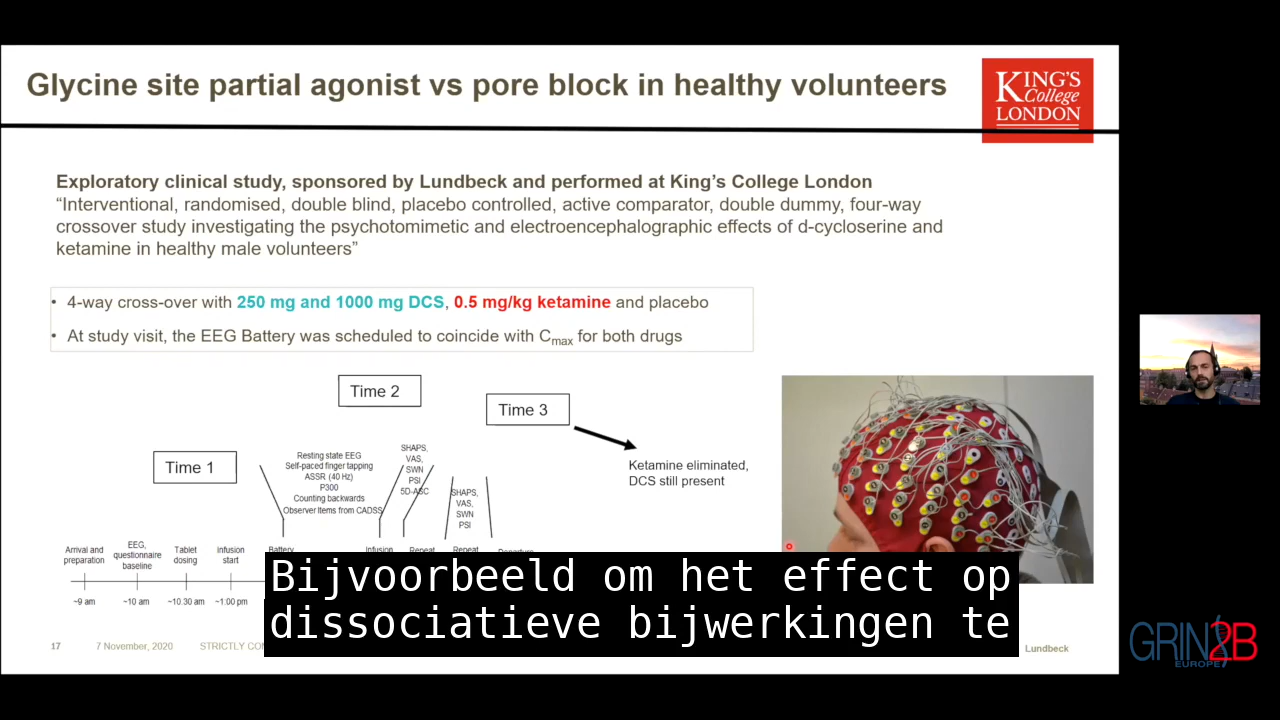 Glycine site partial agonist vs pore block in healthy volunteers
KING'S
College
LONDON
Exploratory clinical study, sponsored by Lundbeck and performed at King's College London
“Interventional, randomised, double blind, placebo controlled, active comparator, double dummy, four-way
crossover study investigating the psychotomimetic and electroencephalographic effects of d-cycloserine and
ketamine in healthy male volunteers”
• 4-way cross-over with 250 mg and 1000 mg DCS, 0.5 mg/kg ketamine and placebo
• At study visit, the EEG Battery was scheduled to coincide with Cmax for both drugs
Time 1
Time 2
Time 3
Ketamine eliminated,
DCS still present
Resting state EEG
Self-paced finger tapping
ASSR (40 Hz)
P300
Counting backwards
Observer Items from CADSS
SHAPS,
VAS,
SWN
PSI
5D-ASC
SHAPS,
VAS,
SWN
PSI
Arrival and
preparation
EEG,
questionnaire
baseline
Tablet
dosing
Infusion
start
Battery
Infusion
Repeat
Repeat
Departure
~9 am
~10 am
~10.30 am
~1:00 pm
Bijvoorbeeld om het effect op
dissociatieve bijwerkingen te
17
7 November, 2020
STRICTLY
Lundbeck
GRIN2B
EUROPE